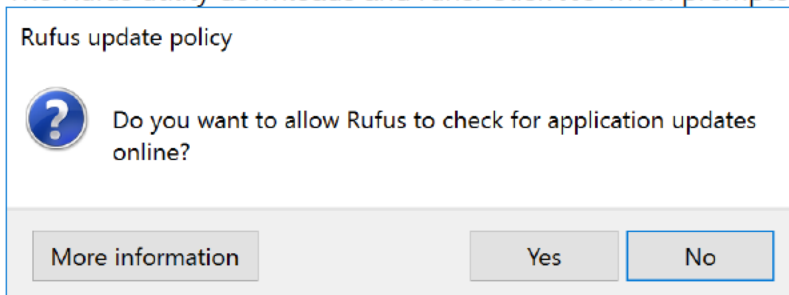 Rufus update policy
Do you want to allow Rufus to check for application updates
online?
More information
Yes
No